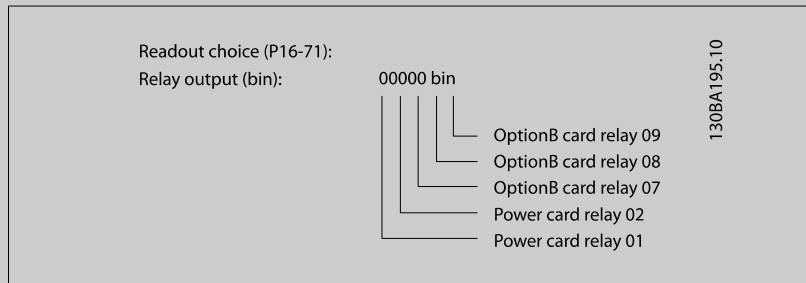 Readout choice (P16-71):
Relay output (bin): 00000 bin
OptionB card relay 09
OptionB card relay 08
OptionB card relay 07
Power card relay 02
Power card relay 01
130BA195.10